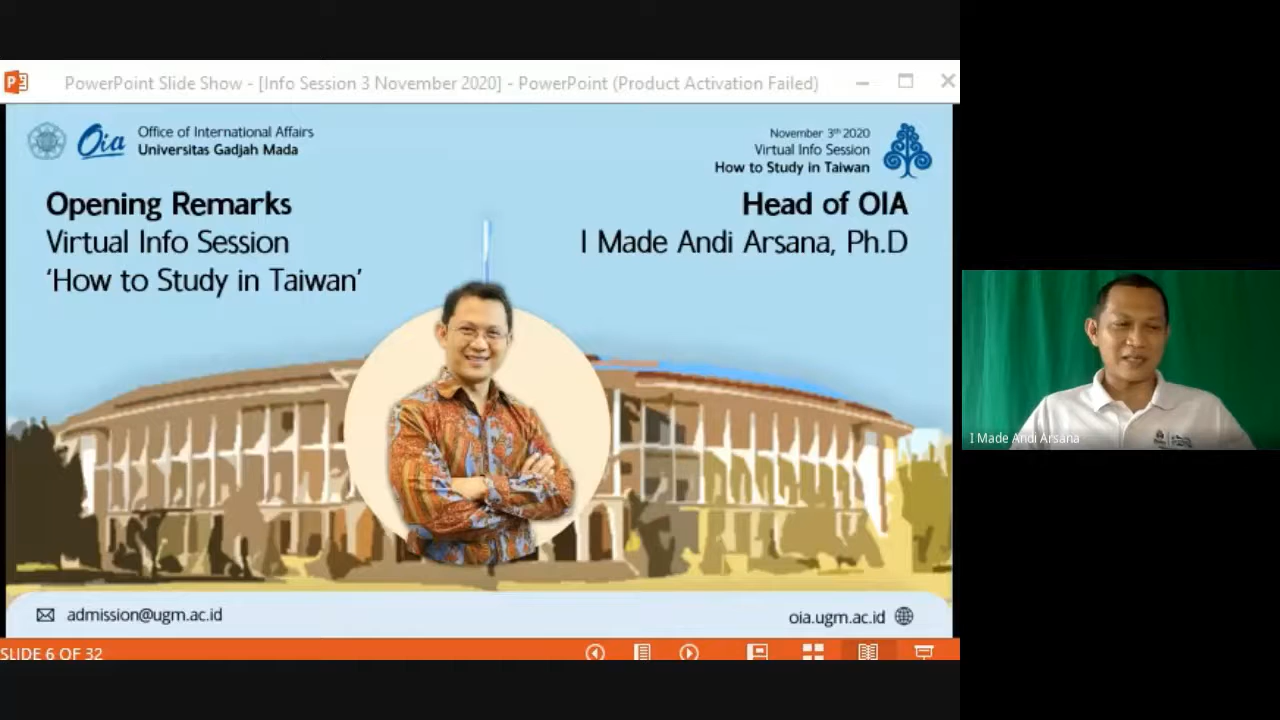 PowerPoint Slide Show - [Info Session 3 November 2020] - PowerPoint (Product Activation Failed)
Oia
Office of International Affairs
Universitas Gadjah Mada
November 3th 2020
Virtual Info Session
How to Study in Taiwan
Opening Remarks
Virtual Info Session
‘How to Study in Taiwan’
Head of OIA
I Made Andi Arsana, Ph.D
I Made Andi Arsana
admission@ugm.ac.id
oia.ugm.ac.id
SLIDE 6 OF 32